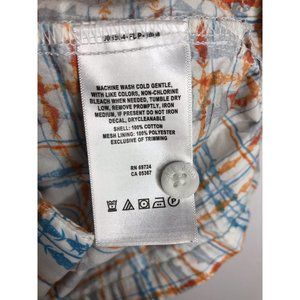 MACHINE WASH COLD GENTLE,
WITH LIKE COLORS, NON-CHLORINE
BLEACH WHEN NEEDED, TUMBLE DRY
LOW, REMOVE PROMPTLY, IRON
MEDIUM, IF PRESENT DO NOT IRON
DECAL, DRYCLEANABLE
SHELL: 100% COTTON
MESH LINING: 100% POLYESTER
EXCLUSIVE OF TRIMMING
RN 69724
CA 05367